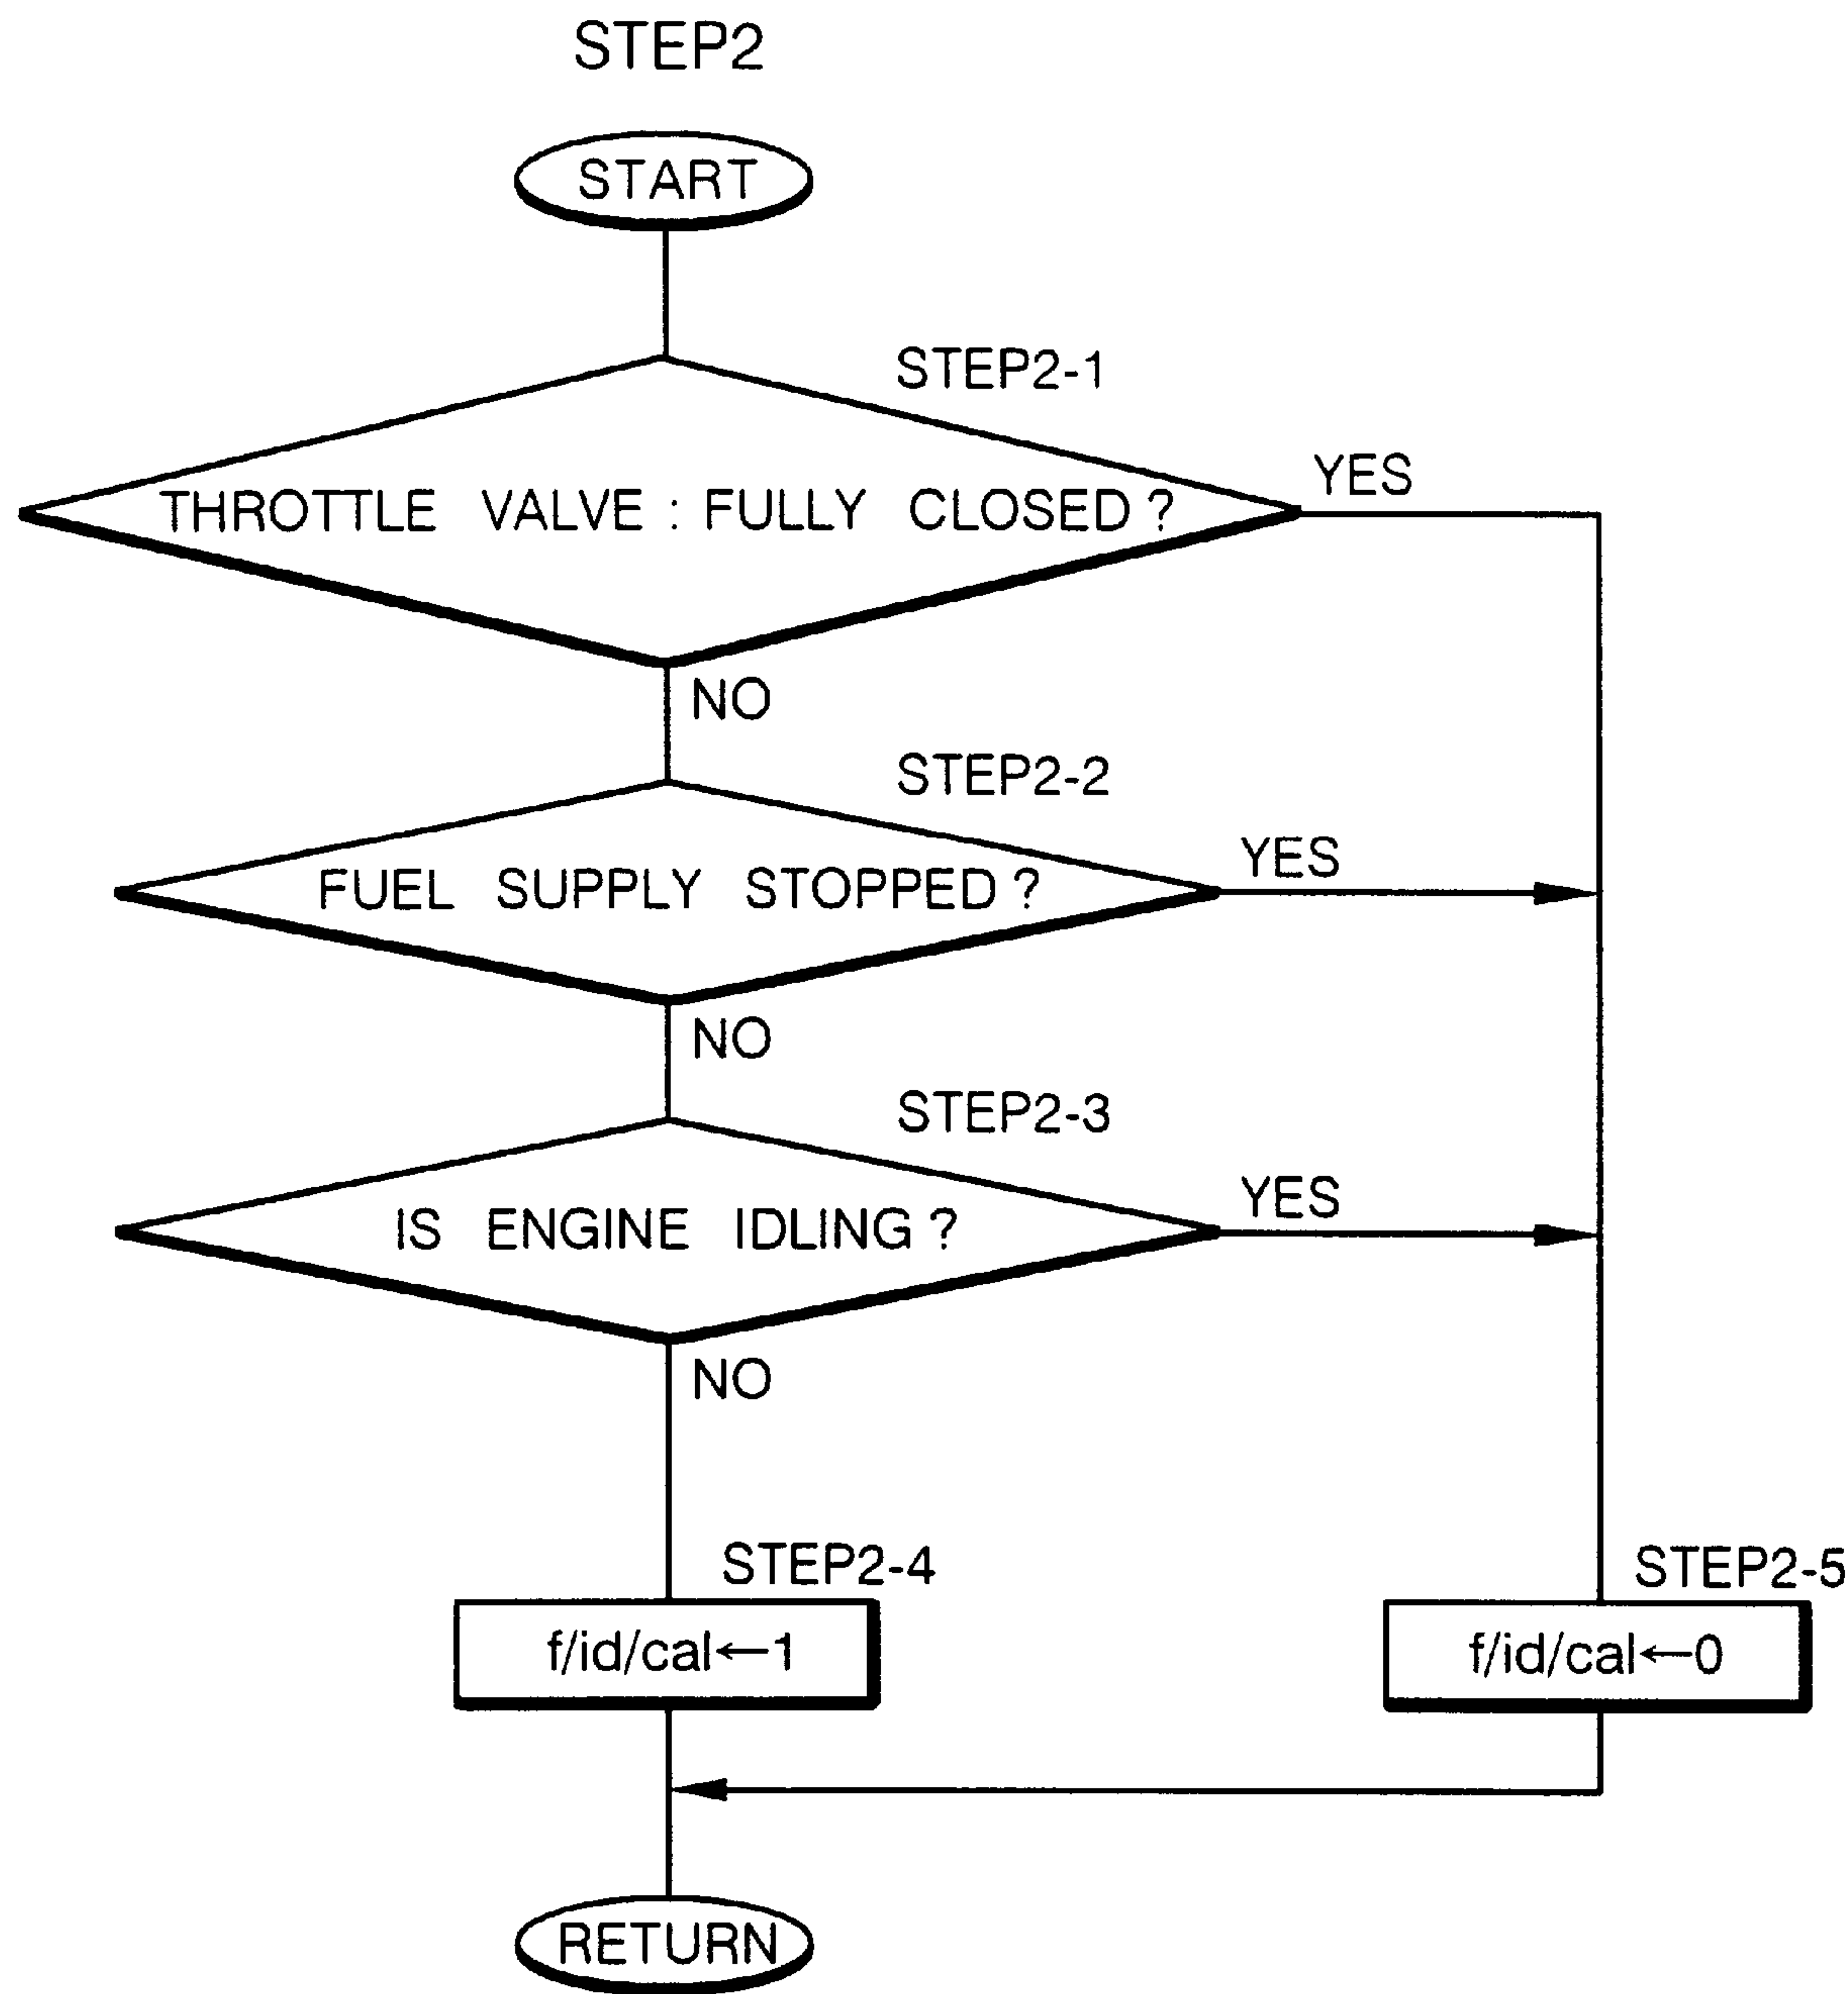 STEP2
START
STEP2-1
THROTTLE VALVE : FULLY CLOSED ?
YES
NO
STEP2-2
FUEL SUPPLY STOPPED ?
YES
NO
STEP2-3
IS ENGINE IDLING ?
YES
NO
STEP2-4
f/id/cal←1
STEP2-5
f/id/cal←0
RETURN